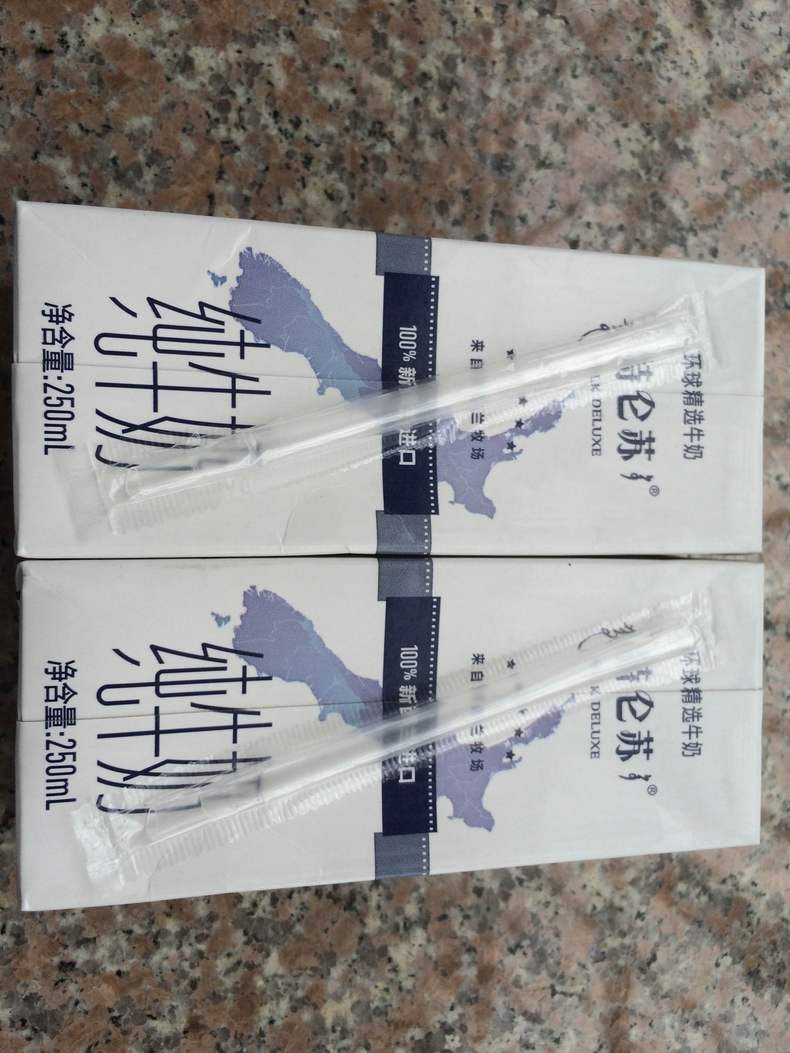 环球精选牛奶
特仑苏®
LK DELUXE
来自 兰牧场
100% 新 进口
纯牛奶
净含量:250mL
环球精选牛奶
特仑苏®
K DELUXE
来自 兰牧场
100% 新 进口
纯牛奶
净含量:250mL